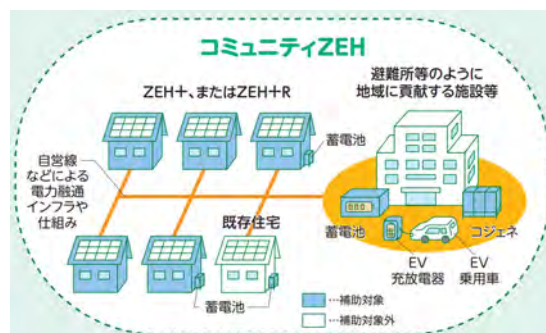 コミュニティZEH
ZEH+、またはZEH+R
避難所等のように
地域に貢献する施設等
蓄電池
自営線
などによる
電力融通
インフラや
仕組み
既存住宅
蓄電池
蓄電池
コジェネ
EV
充放電器
EV
乗用車
…補助対象
…補助対象外